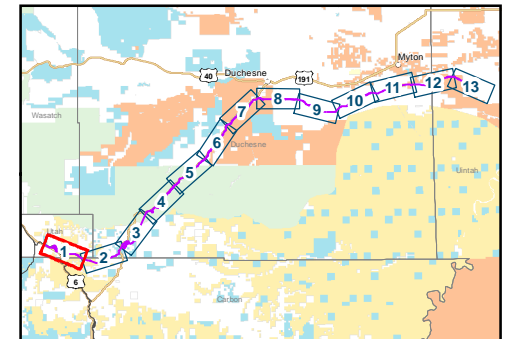 Myton
40
Duchesne
191
Wasatch
7
8
9
10
11
12
13
6
Duchesne
5
Uintah
4
3
Utah
1
2
6
Carbon